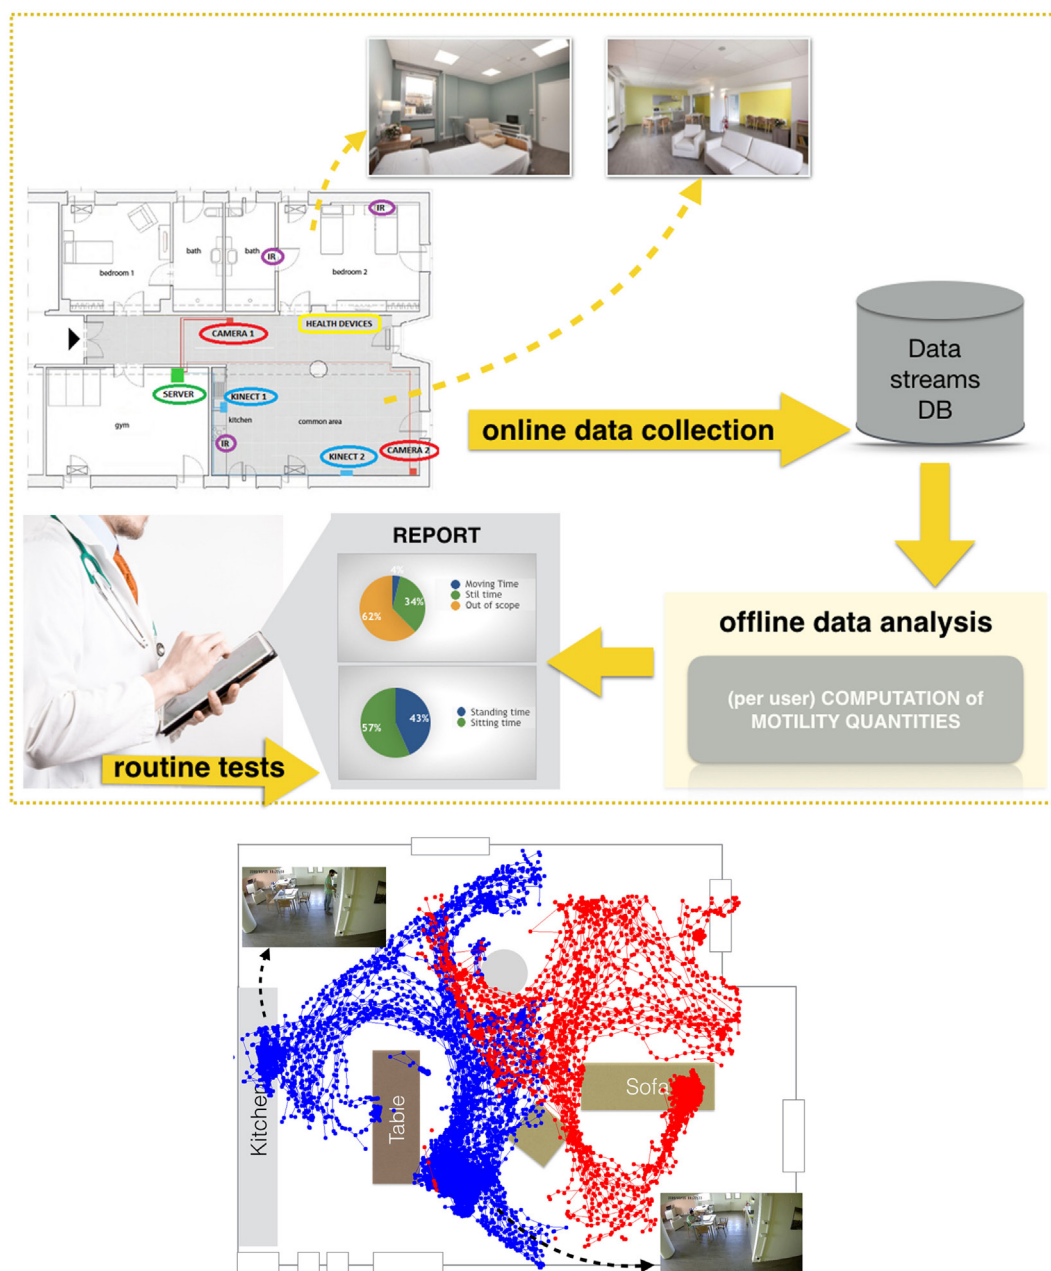 IR
bath
bath
IR
bedroom 1
bedroom 2
HEALTH DEVICES
CAMERA 1
SERVER
KINECT 1
gym
kitchen
common area
IR
KINECT 2
CAMERA 2
online data collection
Data
streams
DB
REPORT
4%
34%
62%
Moving Time
Stil time
Out of scope
57%
43%
Standing time
Sitting time
routine tests
offline data analysis
(per user) COMPUTATION of
MOTILITY QUANTITIES
Kitchen
Table
Sofa